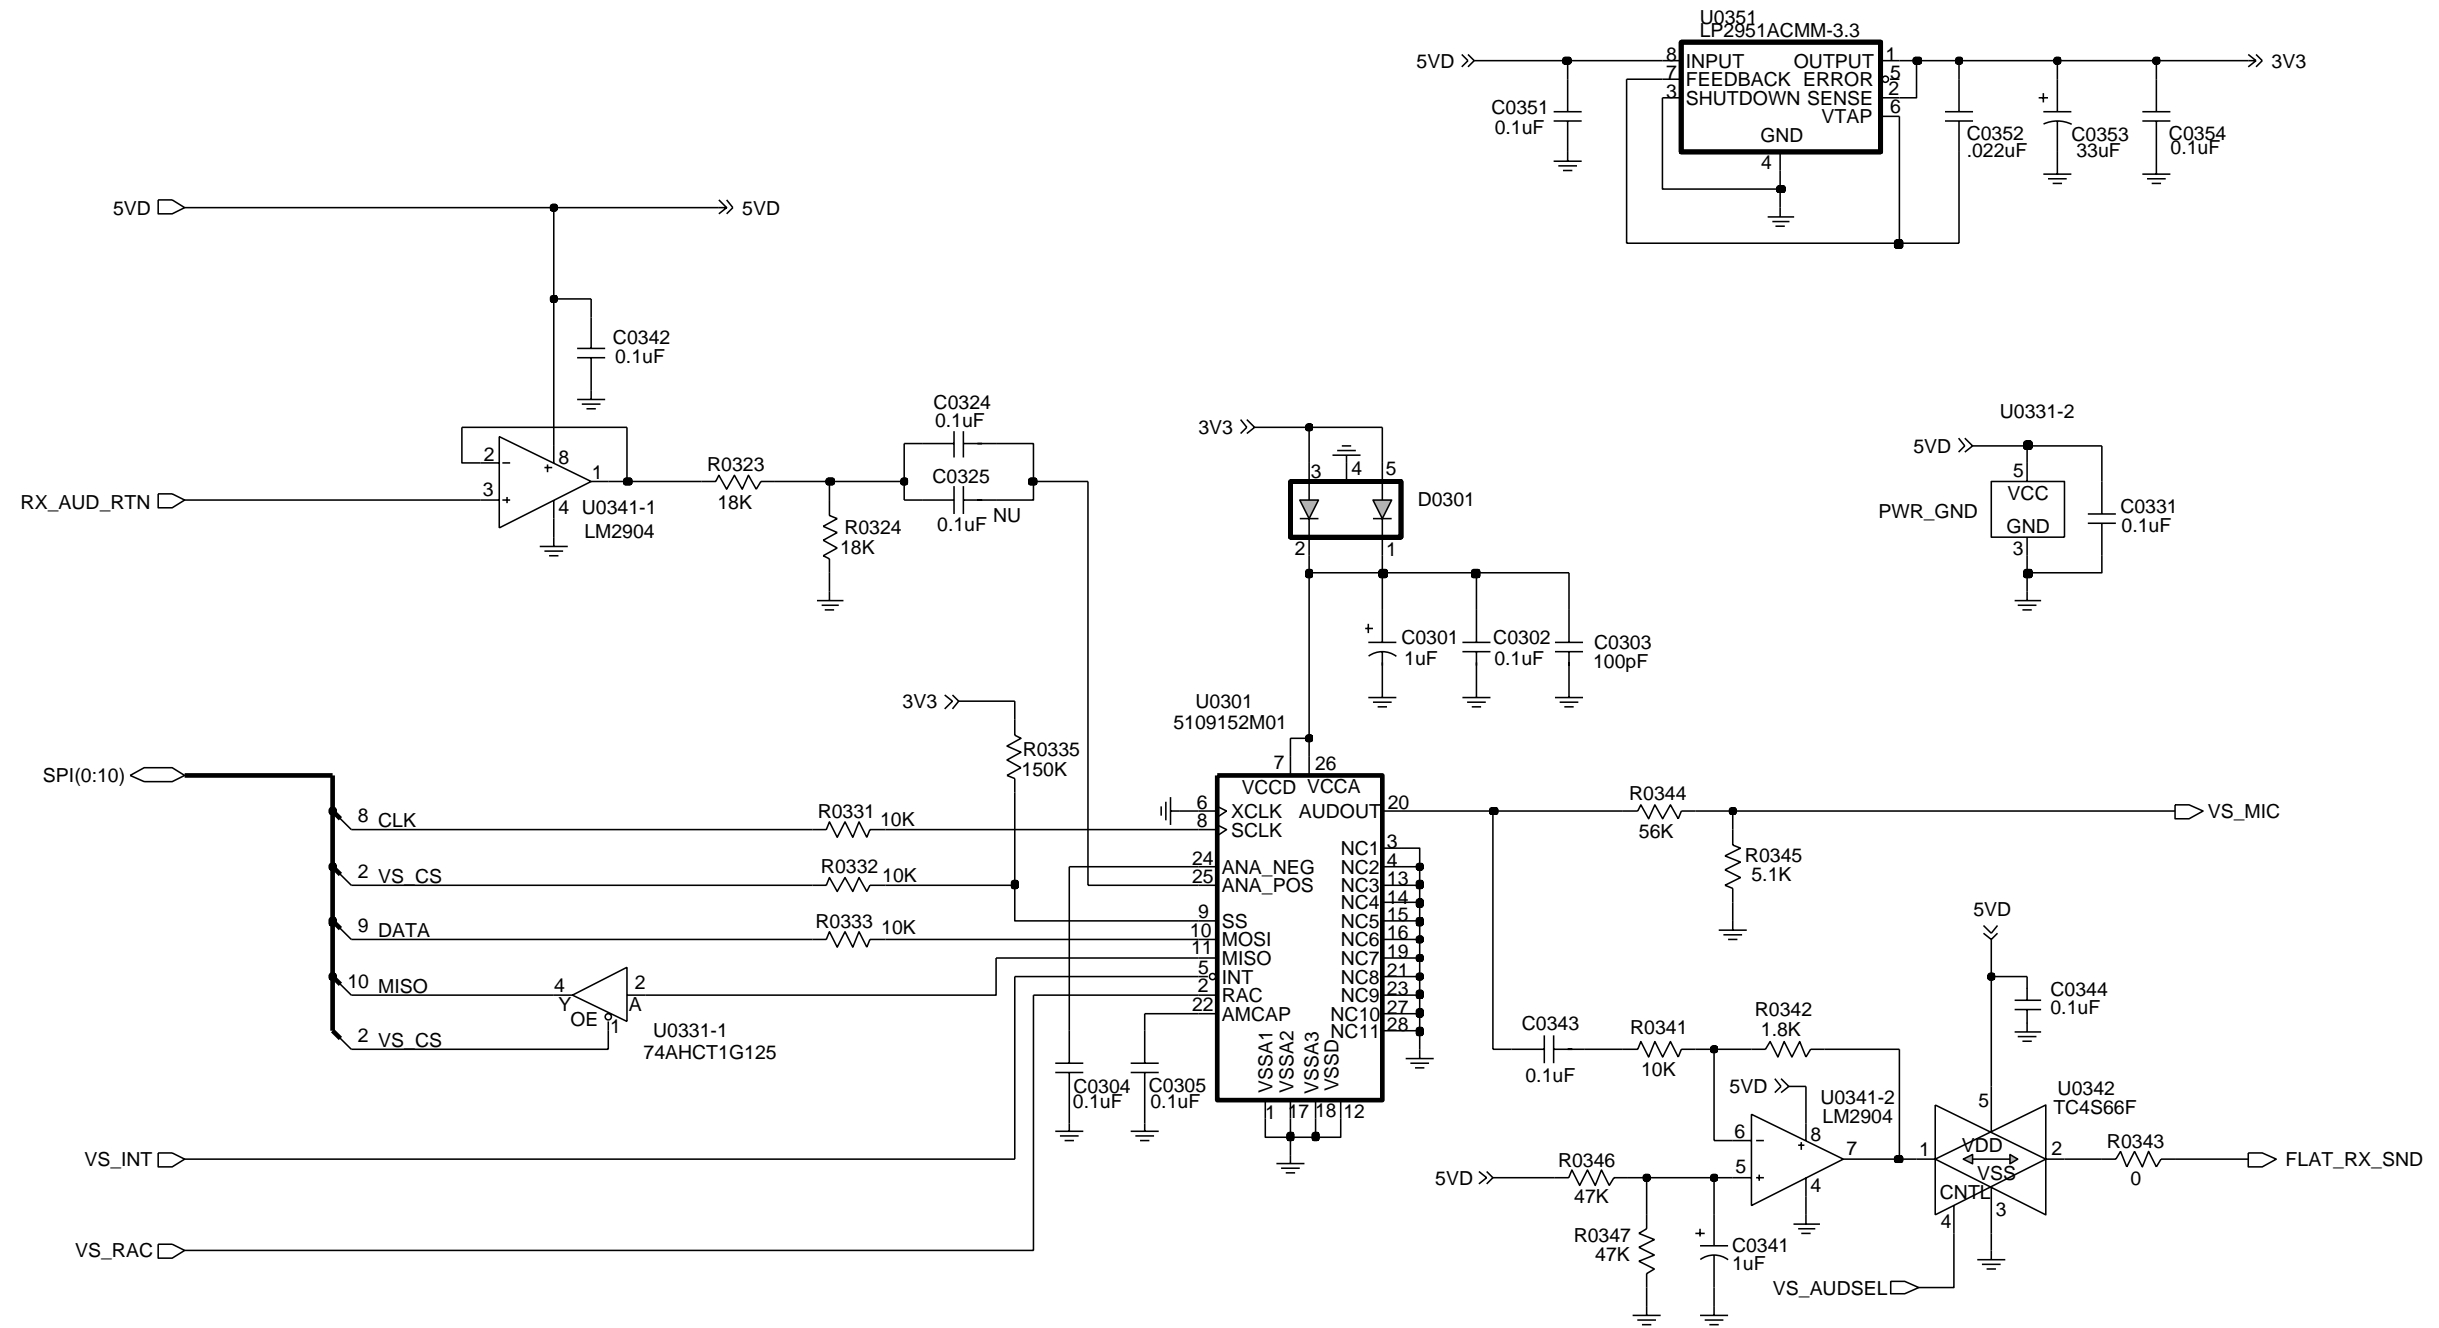 U0351
LP2951ACMM-3.3
5VD
8
INPUT
OUTPUT
1
3V3
7
FEEDBACK
ERROR
5
3
SHUTDOWN
SENSE
2
VTAP
6
GND
4
C0351
0.1uF
C0352
.022uF
+
C0353
33uF
C0354
0.1uF
5VD
5VD
C0342
0.1uF
RX_AUD_RTN
2
-
3
+
+
8
1
4
U0341-1
LM2904
R0323
18K
R0324
18K
C0324
0.1uF
C0325
0.1uF
NU
3V3
3
4
5
D0301
2
1
+
C0301
1uF
C0302
0.1uF
C0303
100pF
U0331-2
5VD
5
VCC
PWR_GND
GND
3
C0331
0.1uF
3V3
R0335
150K
U0301
5109152M01
7
26
VCCD
VCCA
6
XCLK
8
SCLK
24
ANA_NEG
25
ANA_POS
9
SS
10
MOSI
11
MISO
5
INT
2
RAC
22
AMCAP
AUDOUT
20
NC1
3
NC2
4
NC3
13
NC4
14
NC5
15
NC6
16
NC7
19
NC8
21
NC9
23
NC10
27
NC11
28
VSSA1
VSSA2
VSSA3
VSSD
1
17
18
12
SPI(0:10)
8
CLK
R0331
10K
2
VS_CS
R0332
10K
9
DATA
R0333
10K
10
MISO
4
Y
2
A
OE
1
U0331-1
74AHCT1G125
2
VS_CS
C0304
0.1uF
C0305
0.1uF
VS_INT
VS_RAC
R0344
56K
VS_MIC
R0345
5.1K
C0343
0.1uF
R0341
10K
R0342
1.8K
5VD
U0341-2
LM2904
6
-
8
+
5
+
7
4
5VD
R0346
47K
R0347
47K
+
C0341
1uF
5VD
C0344
0.1uF
5
U0342
TC4S66F
1
VDD
VSS
2
CNTL
4
3
R0343
0
FLAT_RX_SND
VS_AUDSEL